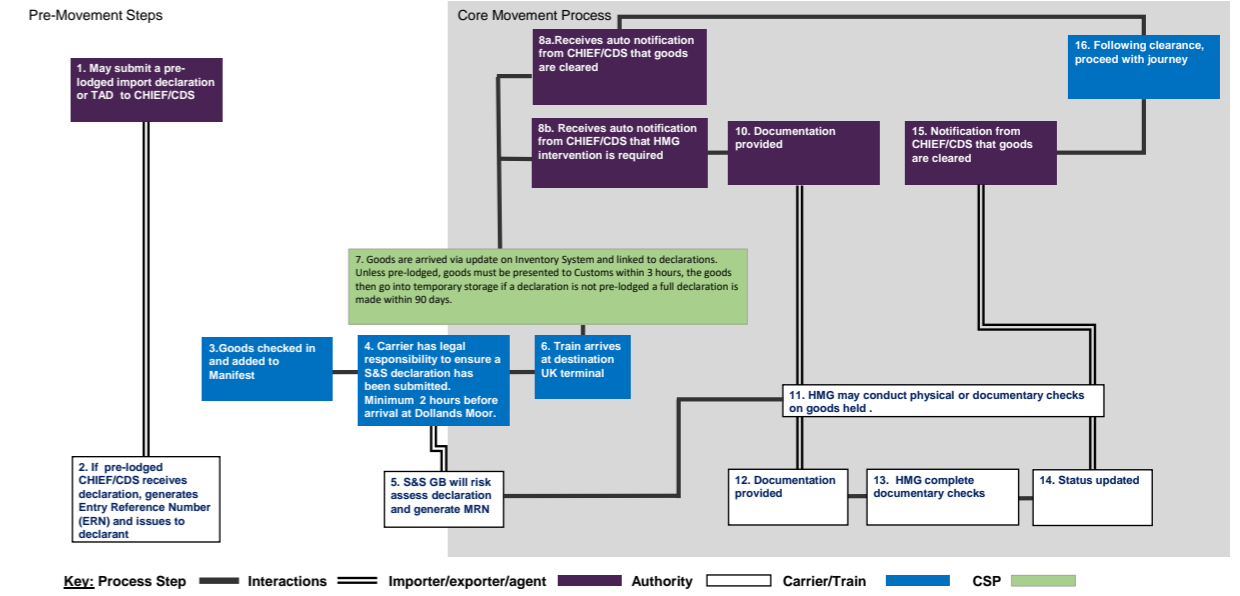 Pre-Movement Steps
Core Movement Process
1. May submit a pre-
lodged import declaration
or TAD to CHIEF/CDS
8a.Receives auto notification
from CHIEF/CDS that goods
are cleared
16. Following clearance,
proceed with journey
8b. Receives auto notification
from CHIEF/CDS that HMG
intervention is required
10. Documentation
provided
15. Notification from
CHIEF/CDS that goods
are cleared
7. Goods are arrived via update on Inventory System and linked to declarations.
Unless pre-lodged, goods must be presented to Customs within 3 hours, the goods
then go into temporary storage if a declaration is not pre-lodged a full declaration is
made within 90 days.
3.Goods checked in
and added to
Manifest
4. Carrier has legal
responsibility to ensure a
S&S declaration has
been submitted.
Minimum 2 hours before
arrival at Dollands Moor.
6. Train arrives
at destination
UK terminal
11. HMG may conduct physical or documentary checks
on goods held .
2. If pre-lodged
CHIEF/CDS receives
declaration, generates
Entry Reference Number
(ERN) and issues to
declarant
5. S&S GB will risk
assess declaration
and generate MRN
12. Documentation
provided
13. HMG complete
documentary checks
14. Status updated
Key: Process Step Interactions Importer/exporter/agent Authority Carrier/Train CSP